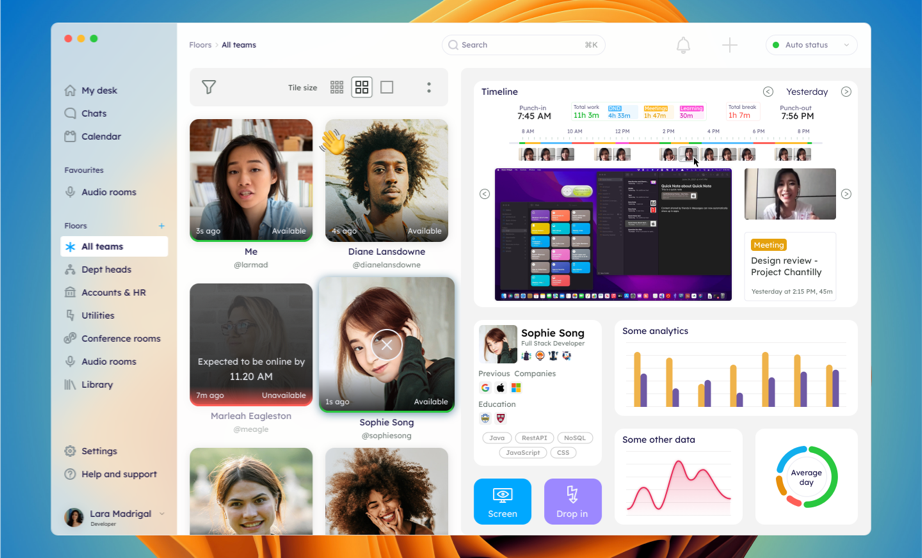 Floors > All teams
Search
⌘K
Auto status
My desk
Chats
Calendar
Favourites
Audio rooms
Floors +
All teams
Dept heads
Accounts & HR
Utilities
Conference rooms
Audio rooms
Library
Settings
Help and support
Lara Madrigal
Developer
Tile size
3s ago Available
Me
@larmad
4s ago Available
Diane Lansdowne
@dianelansdowne
Expected to be online by
11.20 AM
7m ago Unavailable
Marleah Eagleston
@meagle
1s ago Available
Sophie Song
@sophiesong
Timeline
Yesterday
Punch-in
7:45 AM
Total work
11h 3m
DND
4h 33m
Meetings
1h 47m
Learning
30m
Total break
1h 7m
Punch-out
7:56 PM
8 AM 10 AM 12 PM 2 PM 4 PM 6 PM 8 PM
Quick Note about Quick Note
Meeting
Design review -
Project Chantilly
Yesterday at 2:15 PM, 45m
Sophie Song
Full Stack Developer
Previous Companies
Education
Java RestAPI NoSQL
JavaScript CSS
Screen
Drop in
Some analytics
Some other data
Average
day